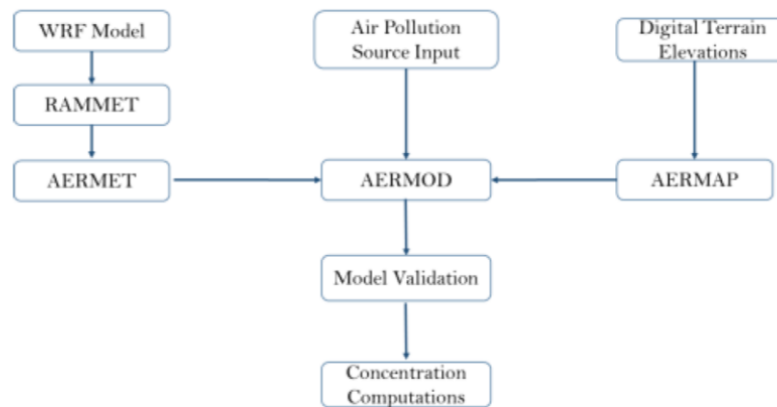 WRF Model
Air Pollution
Source Input
Digital Terrain
Elevations
RAMMET
AERMET
AERMOD
AERMAP
Model Validation
Concentration
Computations